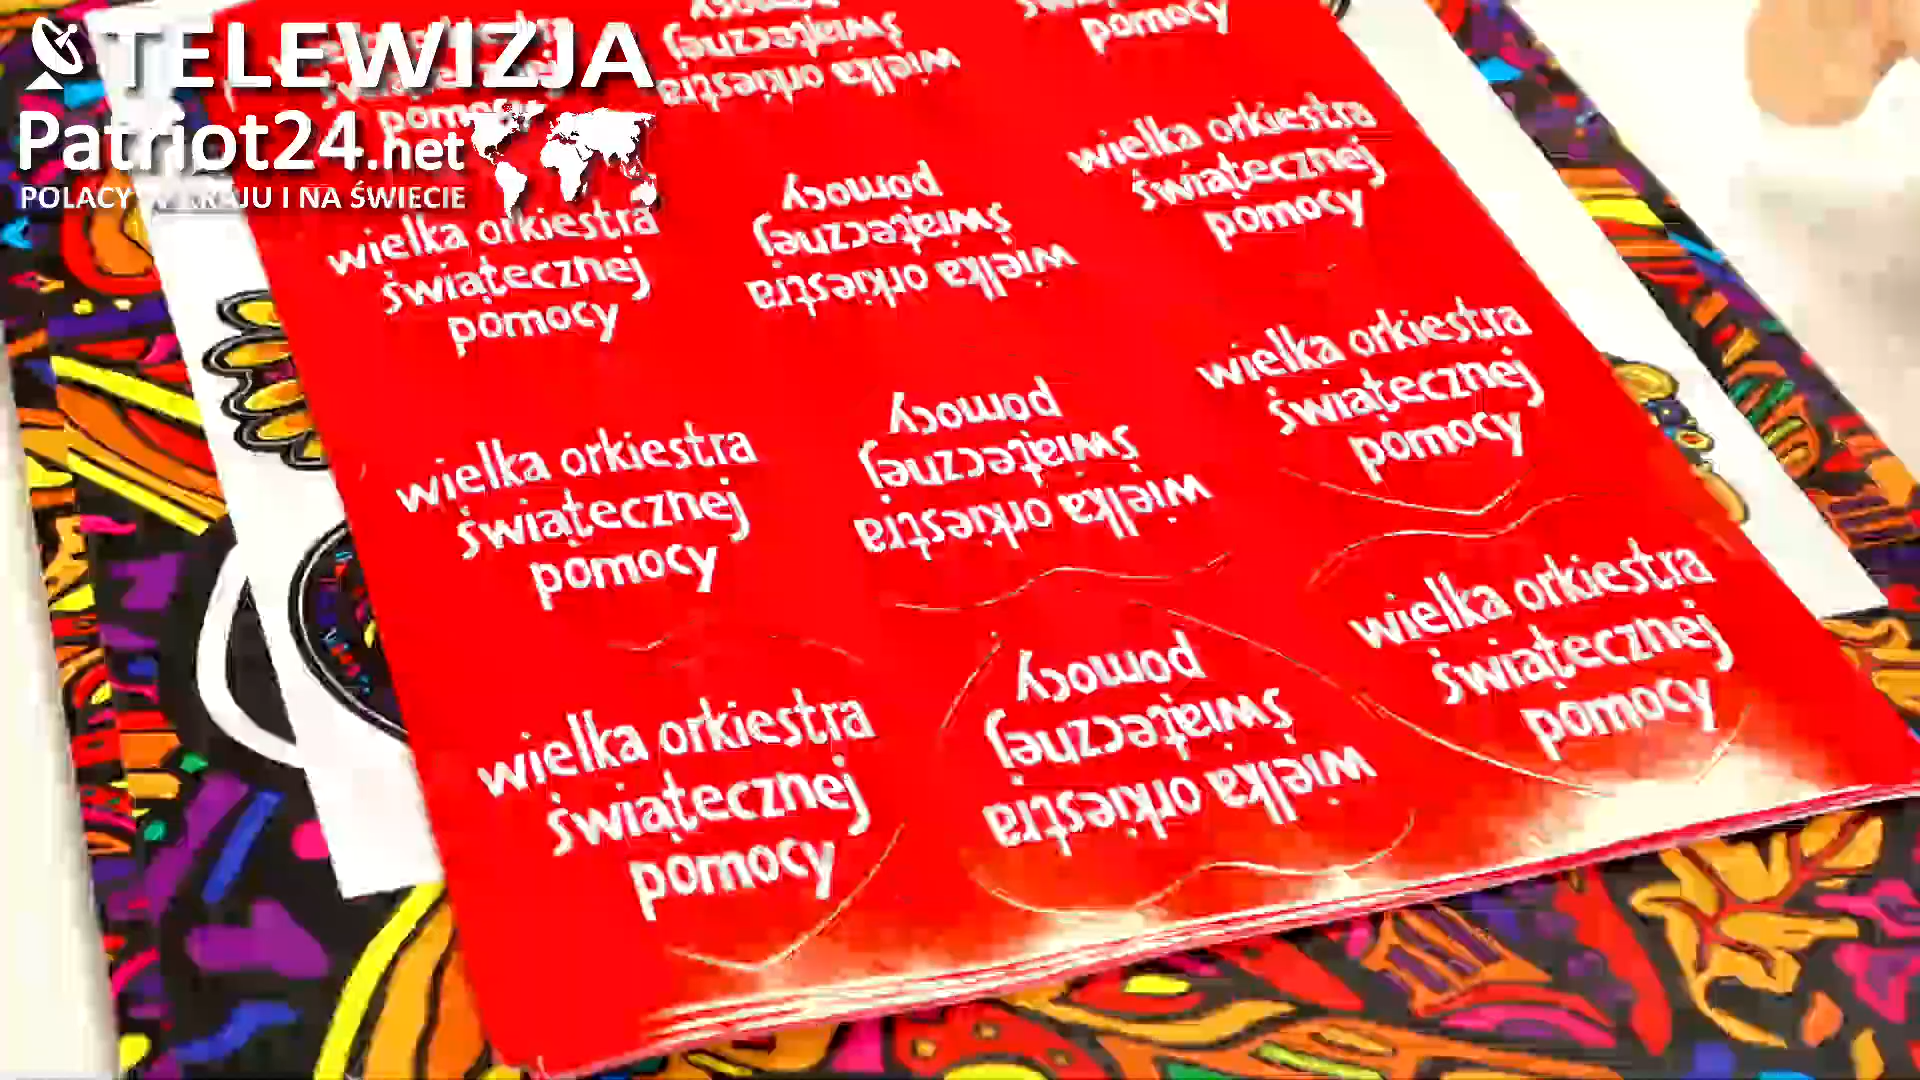 TELEWIZJA
Patriot24.net
POLACY W KRAJU I NA ŚWIECIE
pomocy
świątecznej
wielka orkiestra
pomocy
świątecznej
pomocy
wielka orkiestra
świątecznej
pomocy
wielka orkiestra
świątecznej
pomocy
wielka orkiestra
świątecznej
pomocy
wielka orkiestra
świątecznej
pomocy
wielka orkiestra
świątecznej
pomocy
wielka orkiestra
świątecznej
pomocy
wielka orkiestra
świątecznej
pomocy
wielka orkiestra
świątecznej
pomocy
wielka orkiestra
świątecznej
pomocy